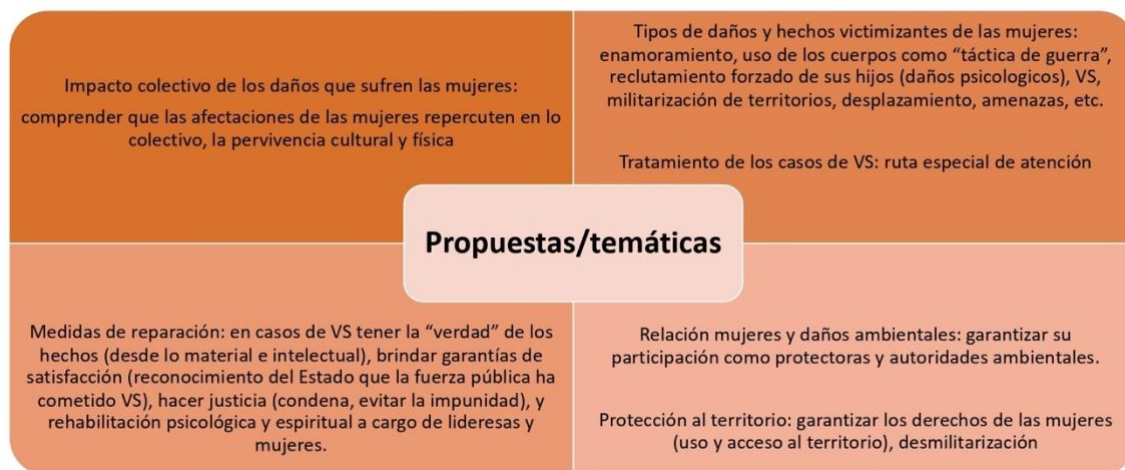 Impacto colectivo de los daños que sufren las mujeres:
comprender que las afectaciones de las mujeres repercuten en lo
colectivo, la pervivencia cultural y física
Tipos de daños y hechos victimizantes de las mujeres:
enamoramiento, uso de los cuerpos como “táctica de guerra”,
reclutamiento forzado de sus hijos (daños psicologicos), VS,
militarización de territorios, desplazamiento, amenazas, etc.
Tratamiento de los casos de VS: ruta especial de atención
Propuestas/temáticas
Medidas de reparación: en casos de VS tener la “verdad” de los
hechos (desde lo material e intelectual), brindar garantías de
satisfacción (reconocimiento del Estado que la fuerza pública ha
cometido VS), hacer justicia (condena, evitar la impunidad), y
rehabilitación psicológica y espiritual a cargo de lideresas y
mujeres.
Relación mujeres y daños ambientales: garantizar su
participación como protectoras y autoridades ambientales.
Protección al territorio: garantizar los derechos de las mujeres
(uso y acceso al territorio), desmilitarización